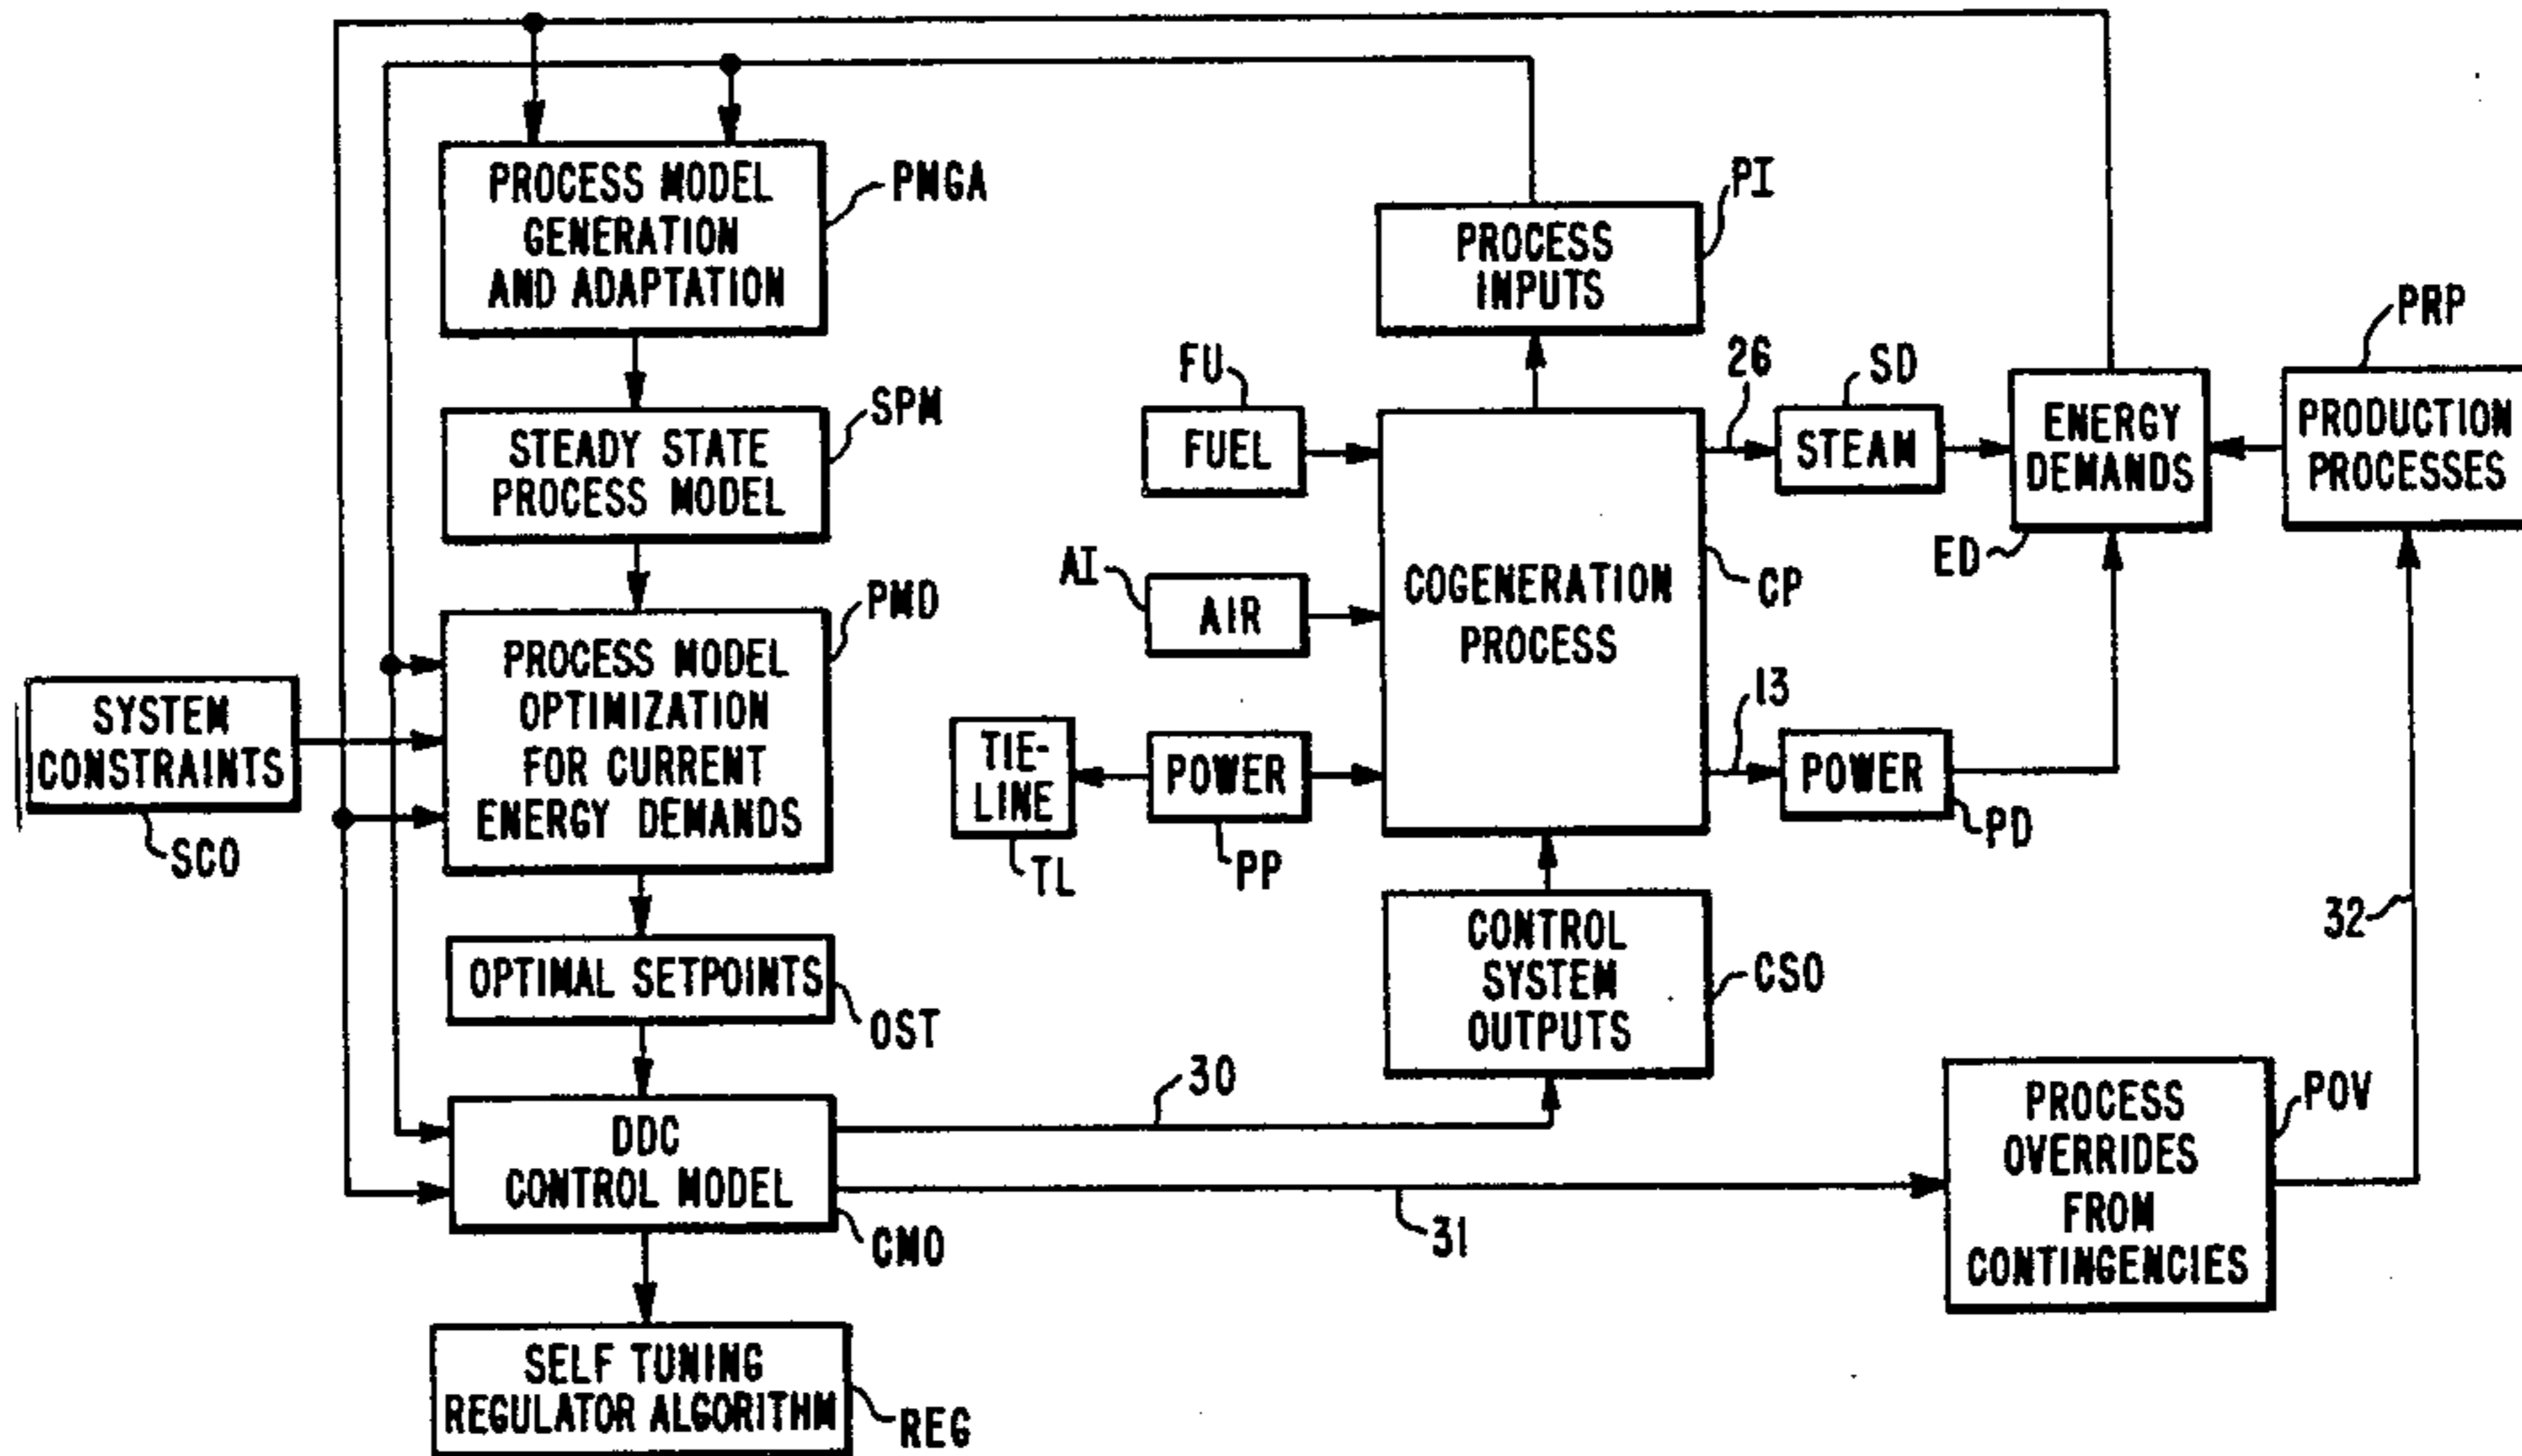 PROCESS MODEL
GENERATION
AND ADAPTATION
PMGA
PROCESS
INPUTS
PI
PRP
FU
26
SD
SPM
STEADY STATE
PROCESS MODEL
FUEL
STEAM
ENERGY
DEMANDS
PRODUCTION
PROCESSES
ED
AI
AIR
COGENERATION
PROCESS
CP
PMD
PROCESS MODEL
OPTIMIZATION
FOR CURRENT
ENERGY DEMANDS
SYSTEM
CONSTRAINTS
SCO
TIE-
LINE
TL
POWER
PP
13
POWER
PD
32
OPTIMAL SETPOINTS
OST
CONTROL
SYSTEM
OUTPUTS
CSO
30
DDC
CONTROL MODEL
CMO
31
PROCESS
OVERRIDES
FROM
CONTINGENCIES
POV
SELF TUNING
REGULATOR ALGORITHM
REG